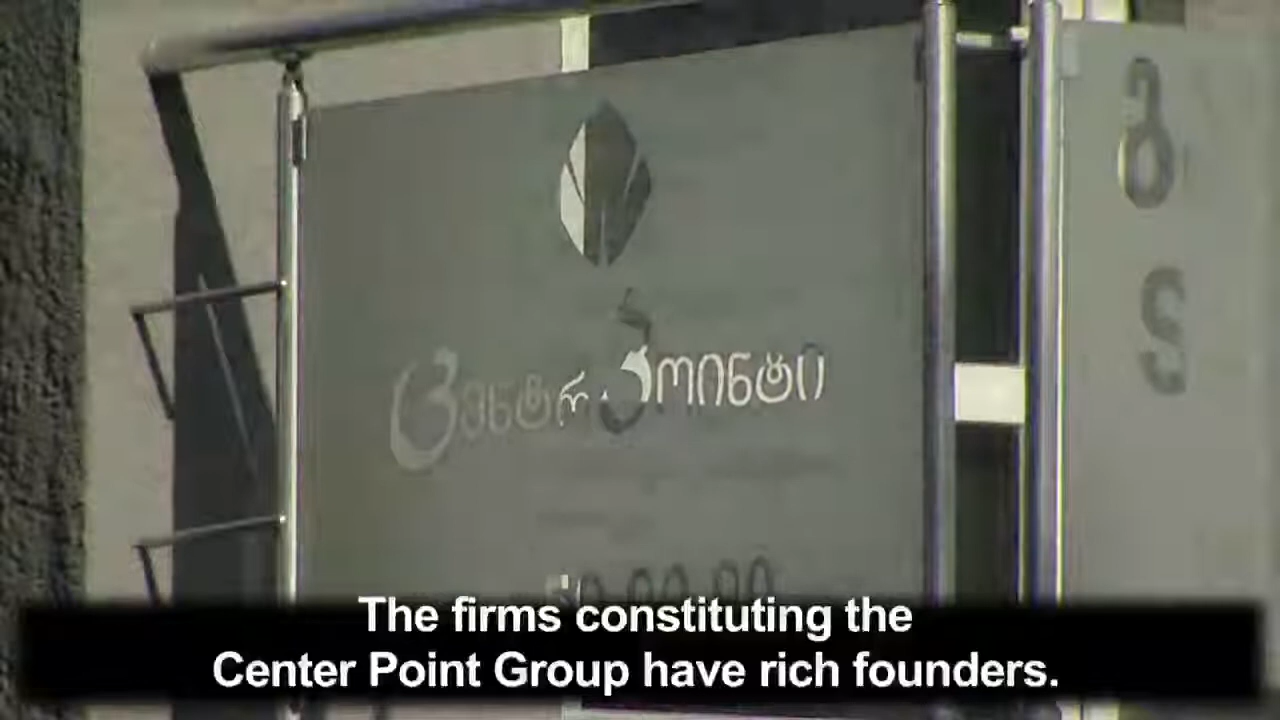 ცენტრ პოინტი
The firms constituting the
Center Point Group have rich founders.